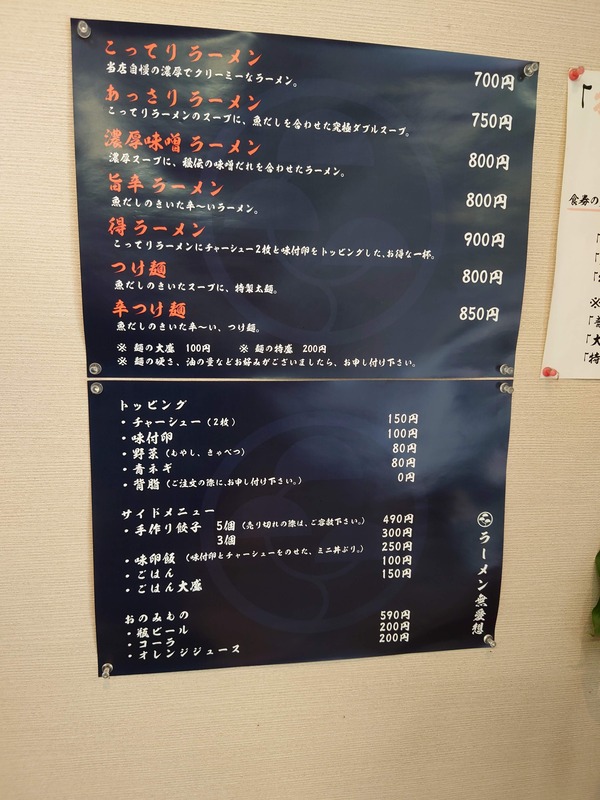 こってりラーメン 700円
当店自慢の濃厚でクリーミーなラーメン。
あっさりラーメン 750円
こってりラーメンのスープに、魚だしを合わせた究極ダブルスープ。
濃厚味噌ラーメン 800円
濃厚スープに、秘伝の味噌だれを合わせたラーメン。
旨辛ラーメン 800円
魚だしのきいた辛〜いラーメン。
得ラーメン 900円
こってりラーメンにチャーシュー2枚と味付卵をトッピングした、お得な一杯。
つけ麺 800円
魚だしのきいたスープに、特製太麺。
辛つけ麺 850円
魚だしのきいた辛〜い、つけ麺。
※ 麺の大盛 100円 ※ 麺の特盛 200円
※ 麺の硬さ、油の量などお好みがございましたら、お申し付け下さい。
トッピング
・チャーシュー(2枚) 150円
・味付卵 100円
・野菜(もやし、きゃべつ) 80円
・青ネギ 80円
・背脂(ご注文の際に、お申し付け下さい。) 0円
サイドメニュー
・手作り餃子 5個(売り切れの際は、ご容赦下さい。) 490円
3個 300円
・味卵飯(味付卵とチャーシューをのせた、ミニ丼ぶり。) 250円
・ごはん 100円
・ごはん大盛 150円
おのみもの
・瓶ビール 590円
・コーラ 200円
・オレンジジュース 200円
ラーメン無愛想
食券の